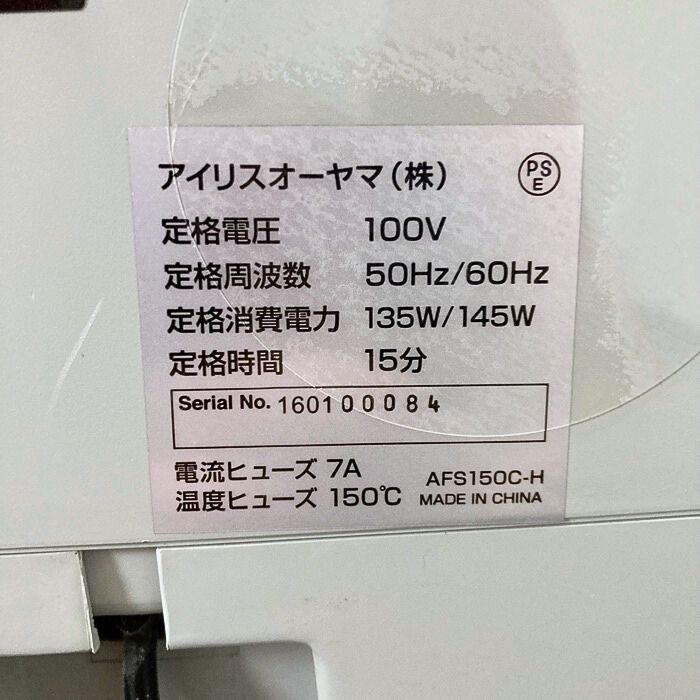 アイリスオーヤマ(株)
PS
E
定格電圧 100V
定格周波数 50Hz/60Hz
定格消費電力 135W/145W
定格時間 15分
Serial No. 160100084
電流ヒューズ 7A
温度ヒューズ 150℃
AFS150C-H
MADE IN CHINA